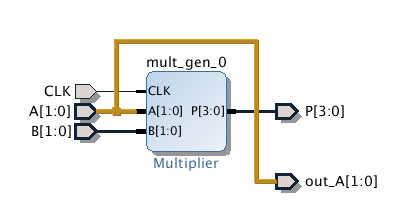 mult_gen_0
CLK
A[1:0]
B[1:0]
CLK
A[1:0] P[3:0]
B[1:0]
P[3:0]
Multiplier
out_A[1:0]